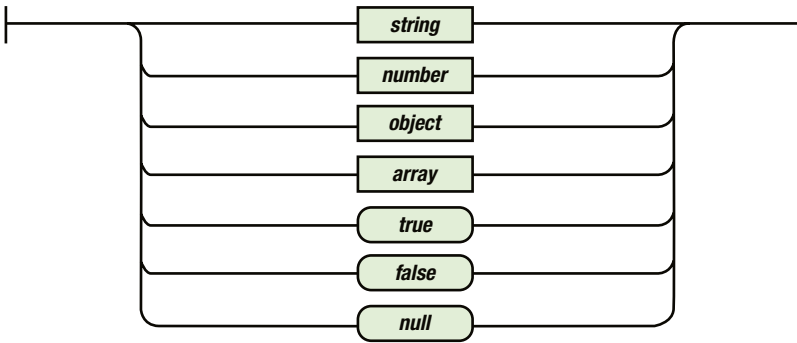 string
number
object
array
true
false
null